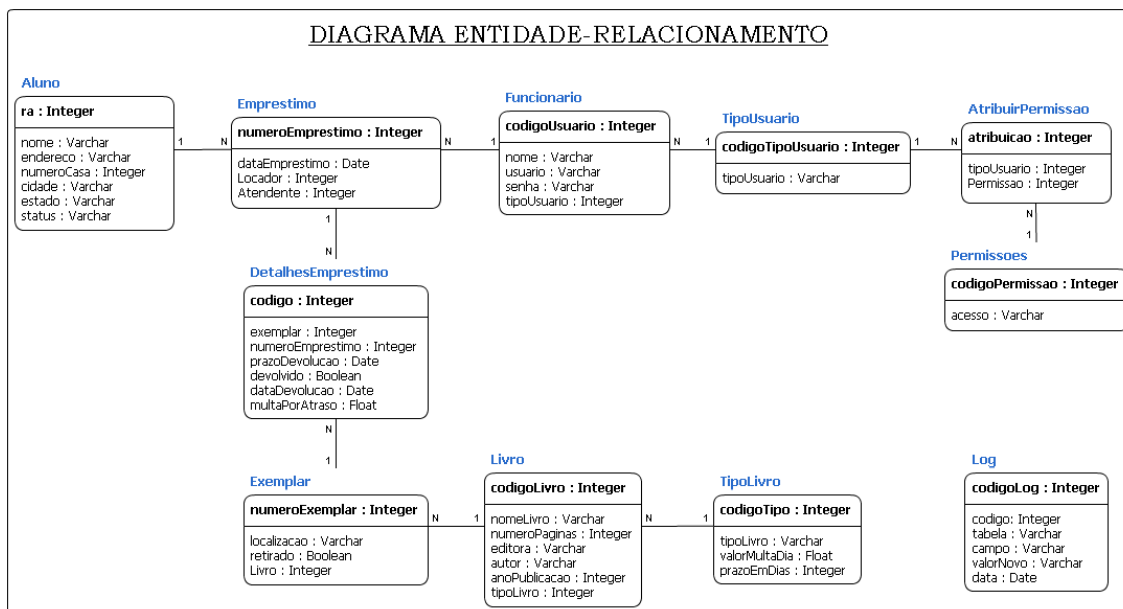 DIAGRAMA ENTIDADE-RELACIONAMENTO
Aluno
ra : Integer
nome : Varchar
endereco : Varchar
numeroCasa : Integer
cidade : Varchar
estado : Varchar
status : Varchar
1
N
Emprestimo
numeroEmprestimo : Integer
dataEmprestimo : Date
Locador : Integer
Atendente : Integer
N
1
Funcionario
codigoUsuario : Integer
nome : Varchar
usuario : Varchar
senha : Varchar
tipoUsuario : Integer
N
1
TipoUsuario
codigoTipoUsuario : Integer
tipoUsuario : Varchar
1
N
AtribuirPermissao
atribuicao : Integer
tipoUsuario : Integer
Permissao : Integer
N
1
Permissoes
codigoPermissao : Integer
acesso : Varchar
1
N
DetalhesEmprestimo
codigo : Integer
exemplar : Integer
numeroEmprestimo : Integer
prazoDevolucao : Date
devolvido : Boolean
dataDevolucao : Date
multaPorAtraso : Float
N
1
Exemplar
numeroExemplar : Integer
localizacao : Varchar
retirado : Boolean
Livro : Integer
N
1
Livro
codigoLivro : Integer
nomeLivro : Varchar
numeroPaginas : Integer
editora : Varchar
autor : Varchar
anoPublicacao : Integer
tipoLivro : Integer
N
1
TipoLivro
codigoTipo : Integer
tipoLivro : Varchar
valorMultaDia : Float
prazoEmDias : Integer
Log
codigoLog : Integer
codigo: Integer
tabela : Varchar
campo : Varchar
valorNovo : Varchar
data : Date